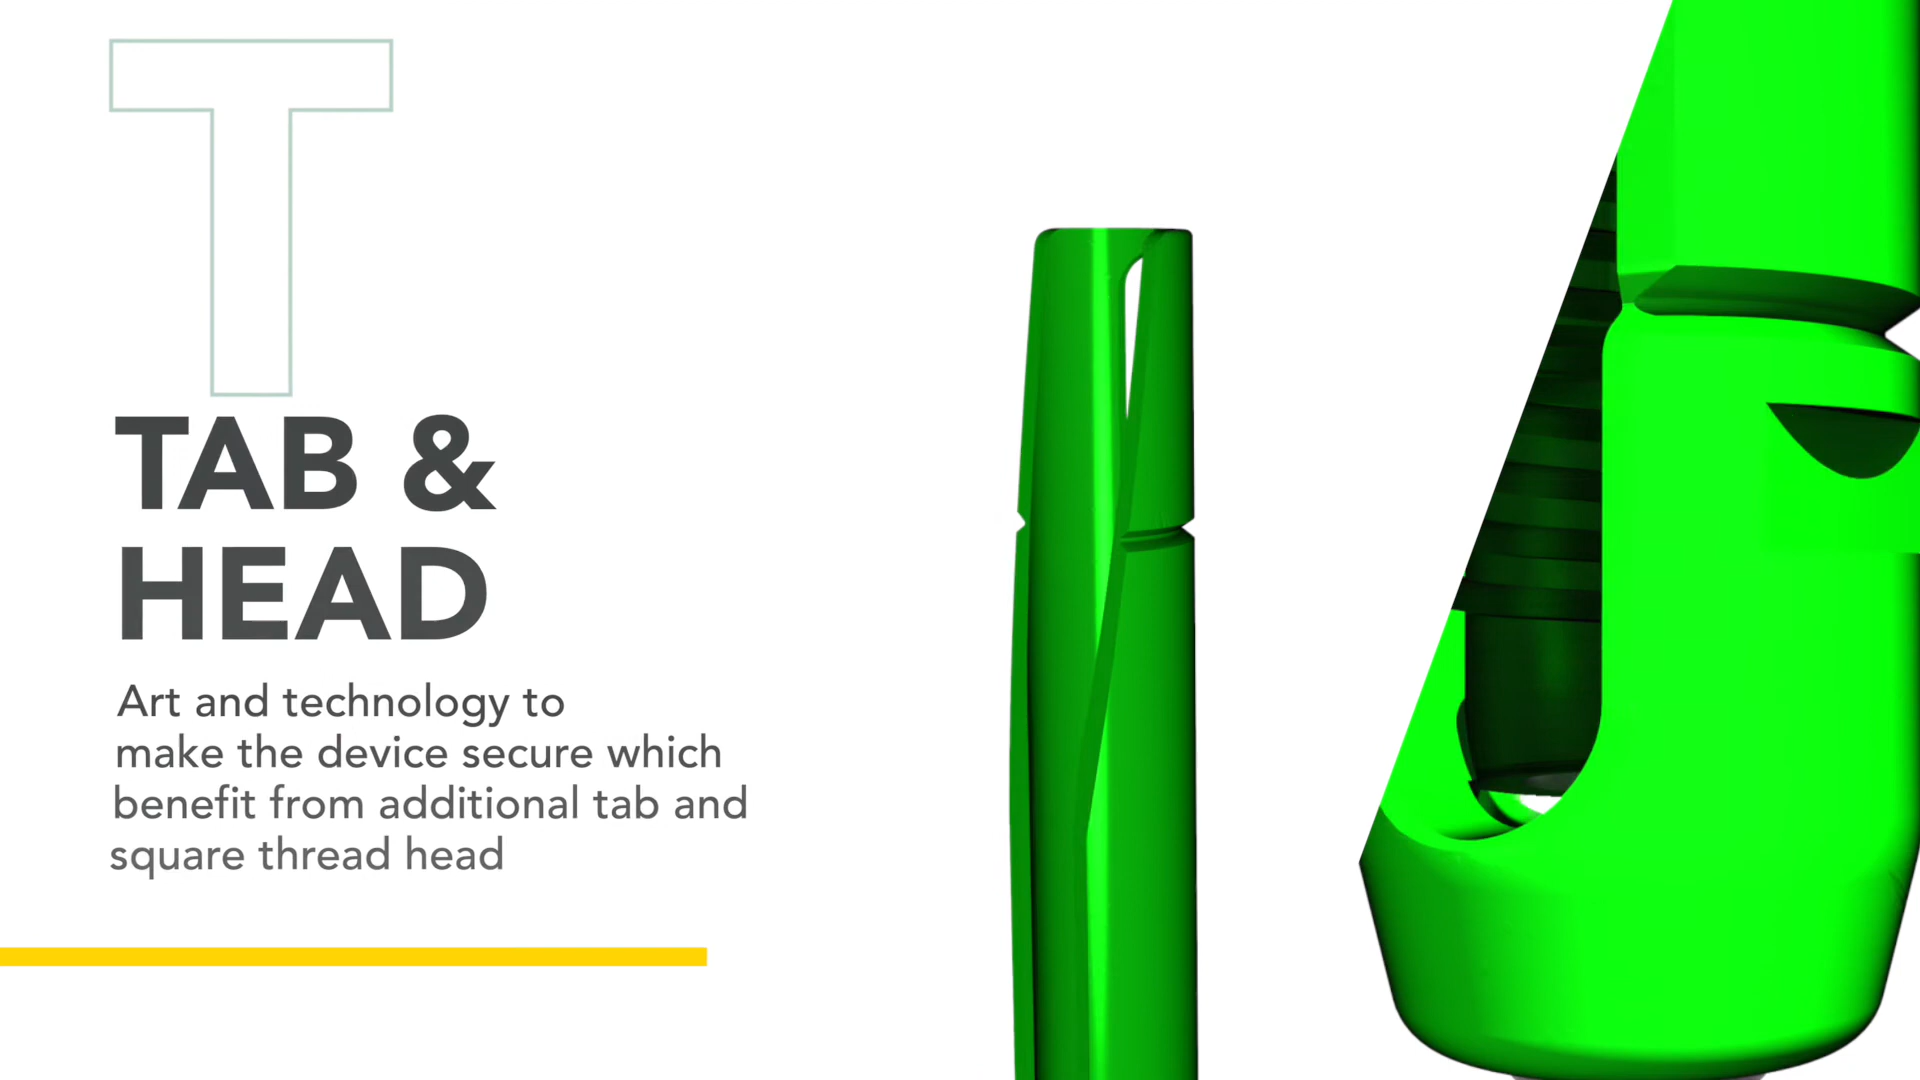 T
TAB &
HEAD
Art and technology to
make the device secure which
benefit from additional tab and
square thread head